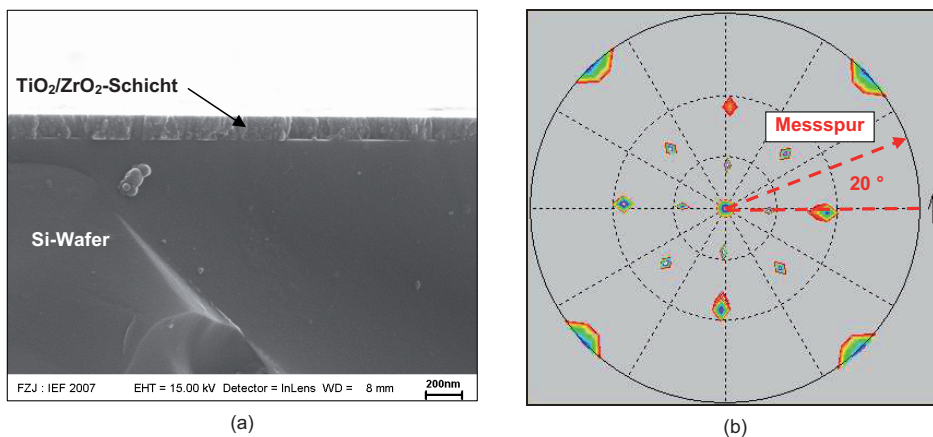 TiO₂/ZrO₂-Schicht
Si-Wafer
FZJ : IEF 2007 EHT = 15.00 kV Detector = InLens WD = 8 mm 200nm
(a)
Messspur
20 °
(b)